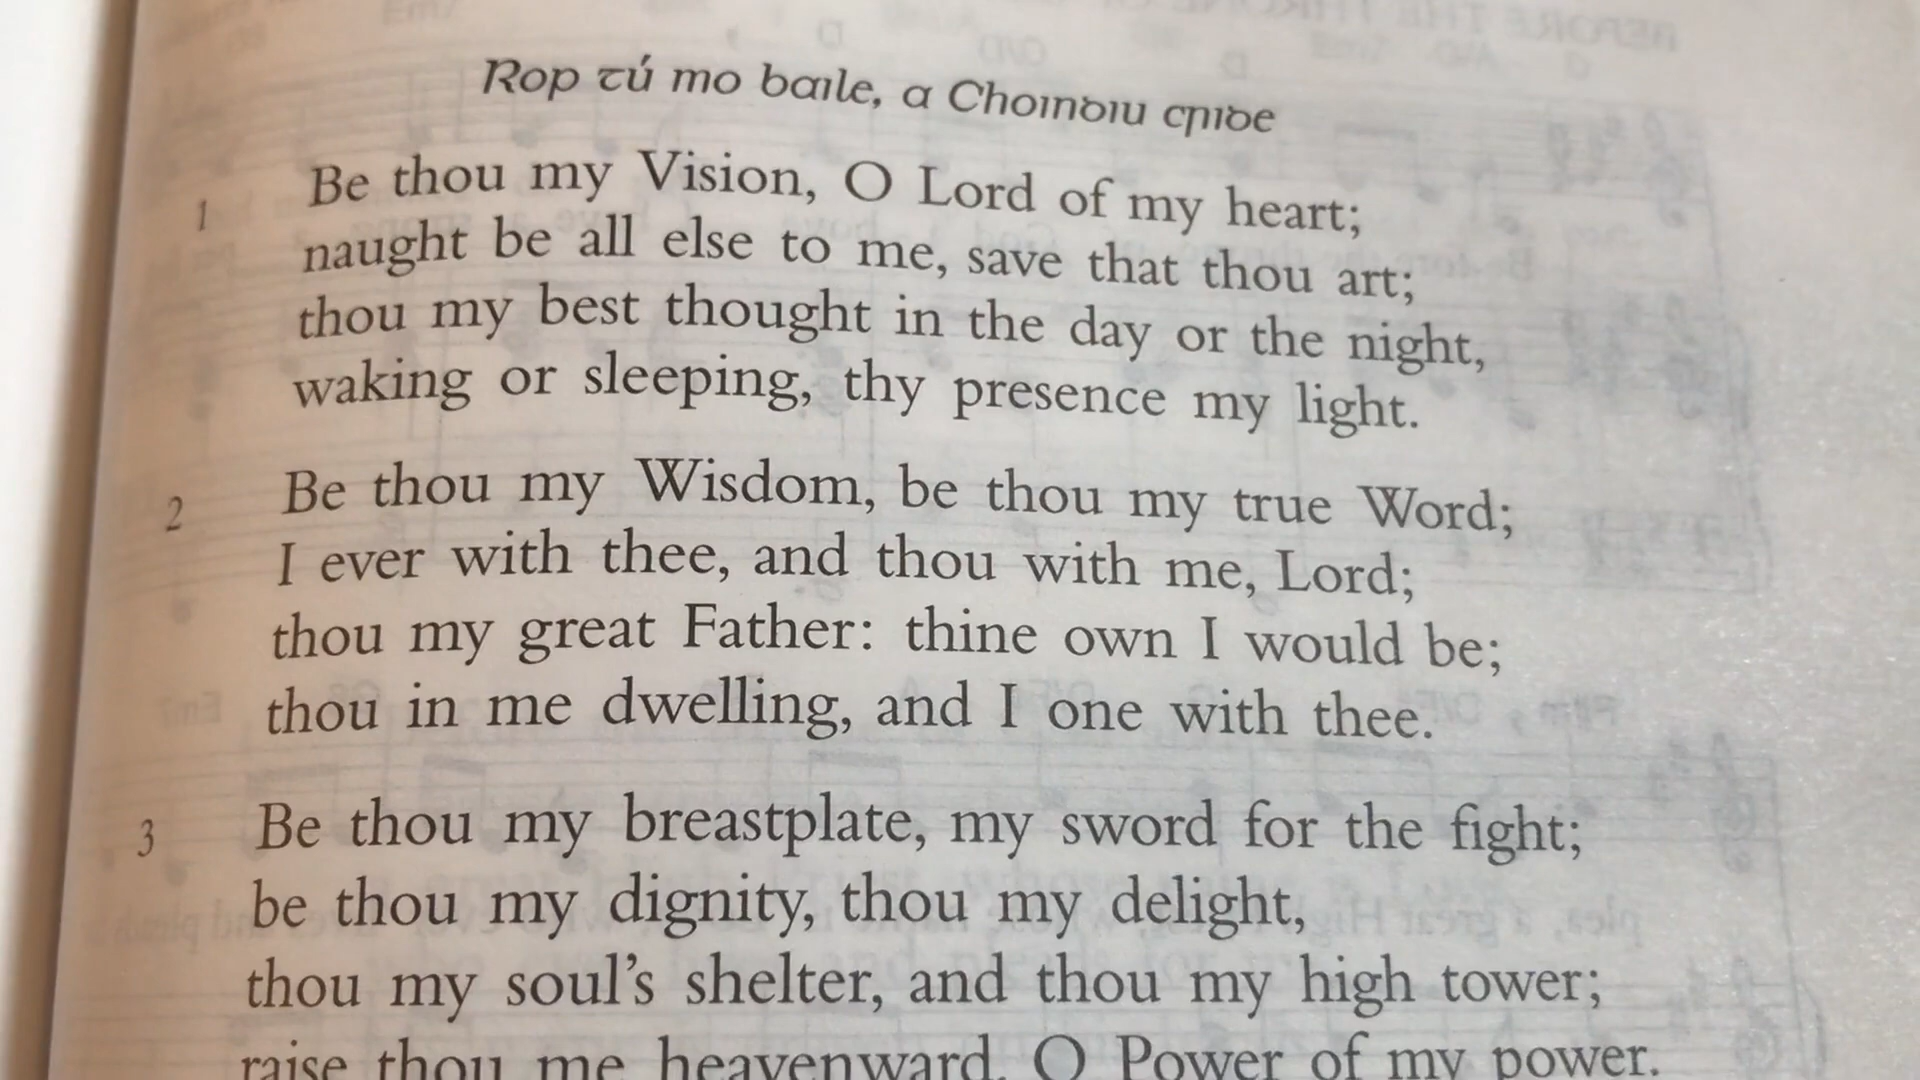 Rop tú mo baile, a Choimdiu cride
1 Be thou my Vision, O Lord of my heart;
naught be all else to me, save that thou art;
thou my best thought in the day or the night,
waking or sleeping, thy presence my light.
2 Be thou my Wisdom, be thou my true Word;
I ever with thee, and thou with me, Lord;
thou my great Father: thine own I would be;
thou in me dwelling, and I one with thee.
3 Be thou my breastplate, my sword for the fight;
be thou my dignity, thou my delight,
thou my soul’s shelter, and thou my high tower;
raise thou me heavenward, O Power of my power.